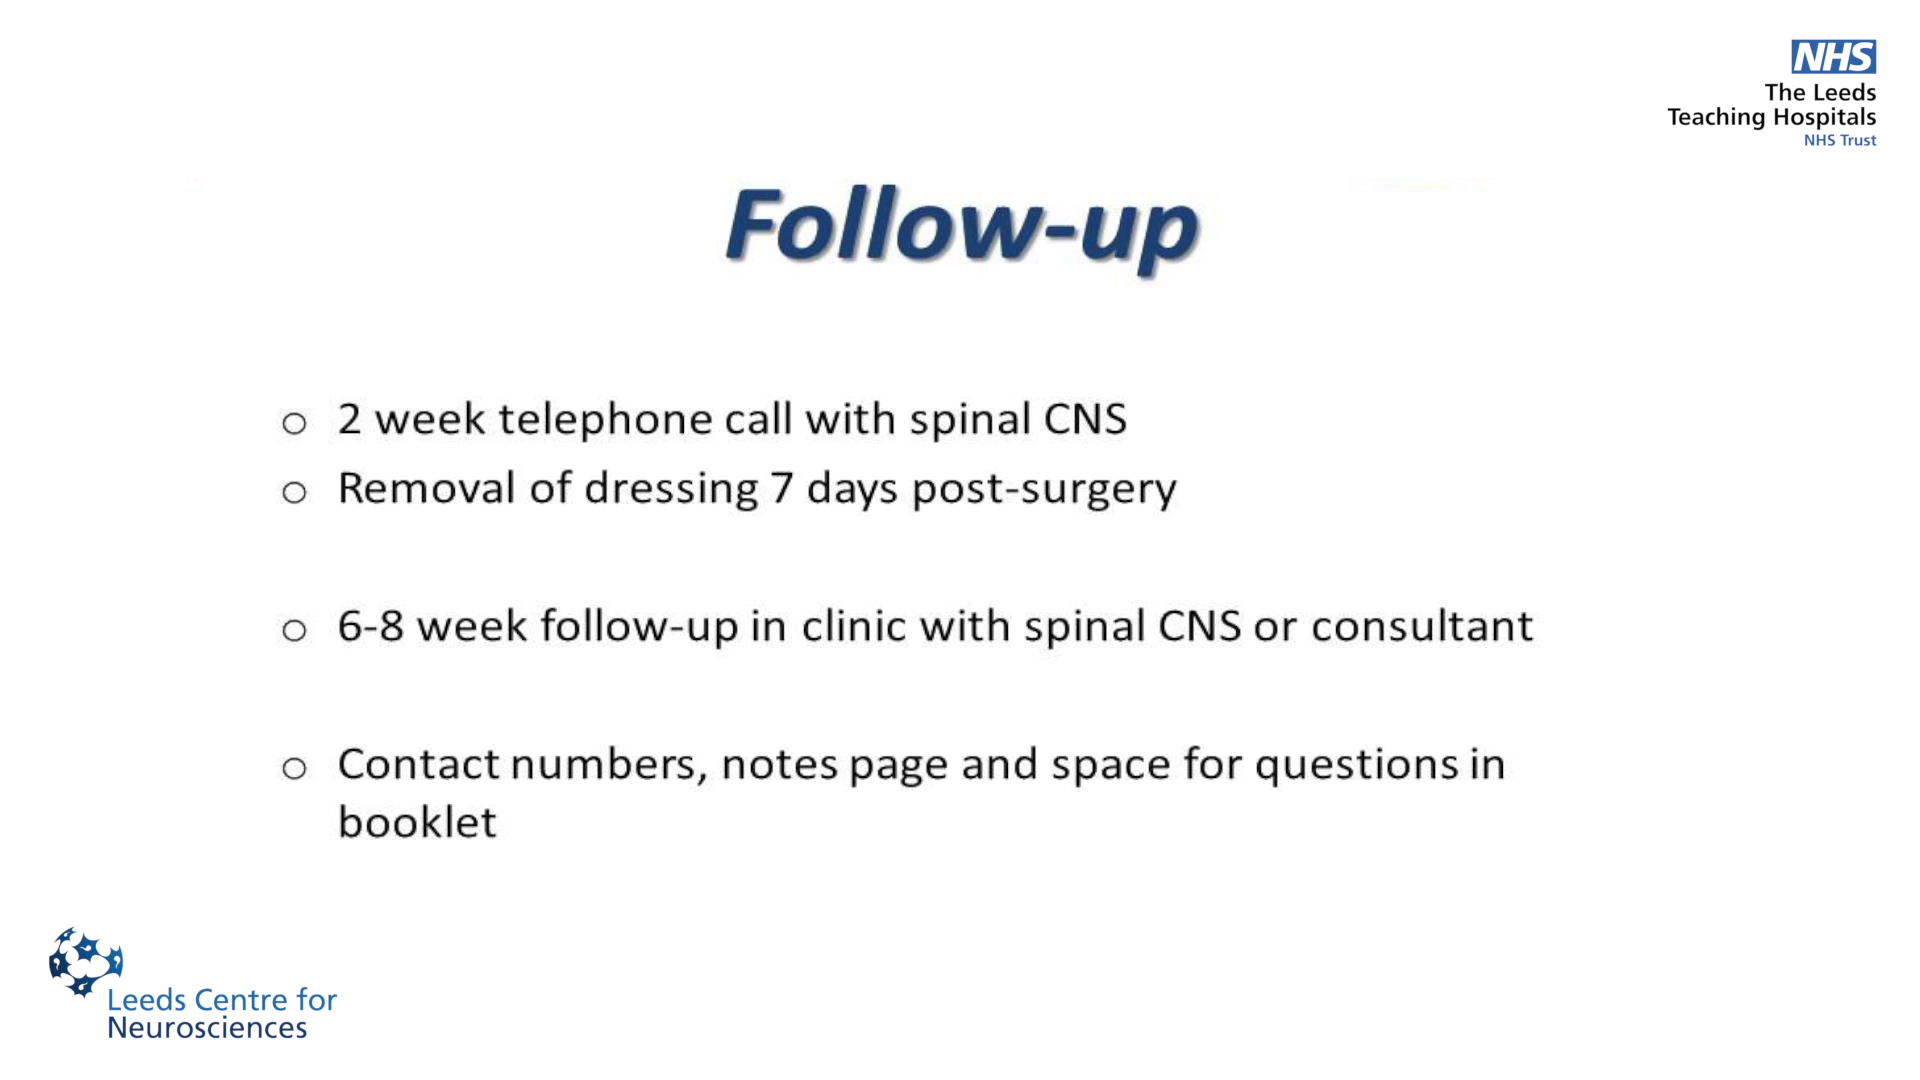 NHS
The Leeds
Teaching Hospitals
NHS Trust
Follow-up
2 week telephone call with spinal CNS
Removal of dressing 7 days post-surgery
6-8 week follow-up in clinic with spinal CNS or consultant
Contact numbers, notes page and space for questions in
booklet
Leeds Centre for
Neurosciences